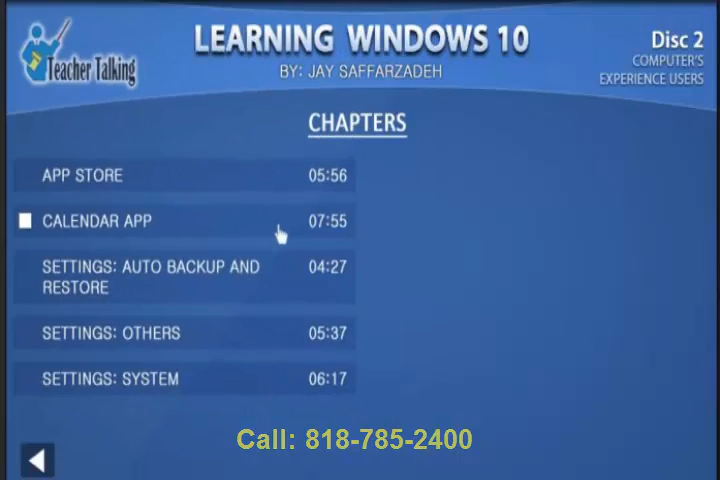 Teacher Talking
LEARNING WINDOWS 10
BY: JAY SAFFARZADEH
Disc 2
COMPUTER'S
EXPERIENCE USERS
CHAPTERS
APP STORE 05:56
CALENDAR APP 07:55
SETTINGS: AUTO BACKUP AND 04:27
RESTORE
SETTINGS: OTHERS 05:37
SETTINGS: SYSTEM 06:17
Call: 818-785-2400